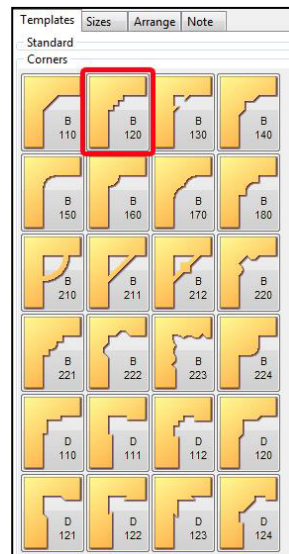 Templates Sizes Arrange Note
Standard
Corners
B 110
B 120
B 130
B 140
B 150
B 160
B 170
B 180
B 210
B 211
B 212
B 220
B 221
B 222
B 223
B 224
D 110
D 111
D 112
D 120
D 121
D 122
D 123
D 124